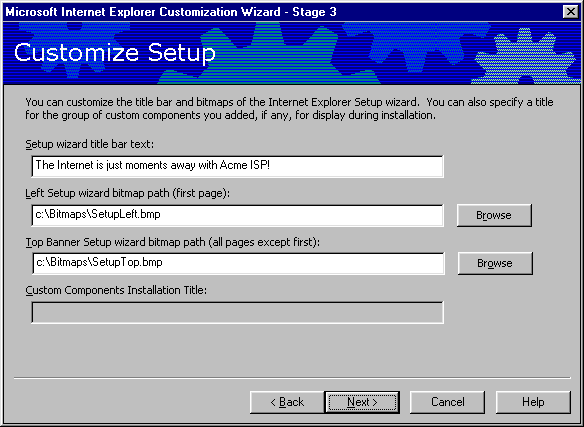 Microsoft Internet Explorer Customization Wizard - Stage 3
Customize Setup
You can customize the title bar and bitmaps of the Internet Explorer Setup wizard.  You can also specify a title
for the group of custom components you added, if any, for display during installation.
Setup wizard title bar text:
The Internet is just moments away with Acme ISP!
Left Setup wizard bitmap path (first page):
c:\Bitmaps\SetupLeft.bmp
Browse
Top Banner Setup wizard bitmap path (all pages except first):
c:\Bitmaps\SetupTop.bmp
Browse
Custom Components Installation Title:
< Back
Next >
Cancel
Help